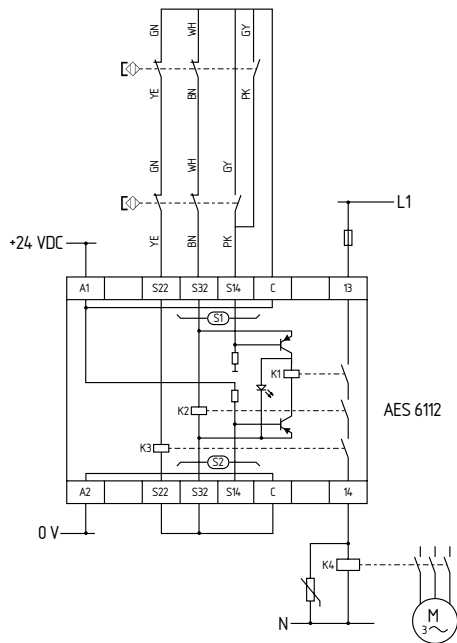 GN WH GY
YE BN PK
GN WH GY
YE BN PK
L1
+24 VDC
A1 S22 S32 S14 C 13
S1
K1
K2
AES 6112
K3
S2
A2 S22 S32 S14 C 14
0 V
K4
N
M
3~